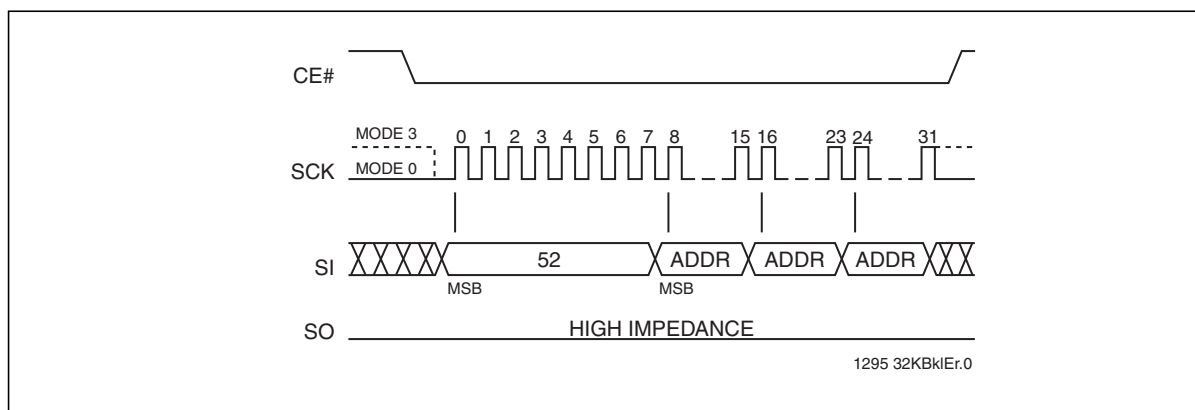 CE#
MODE 3
0 1 2 3 4 5 6 7 8 15 16 23 24 31
SCK MODE 0
SI 52 ADDR ADDR ADDR
MSB MSB
SO HIGH IMPEDANCE
1295 32KBklEr.0